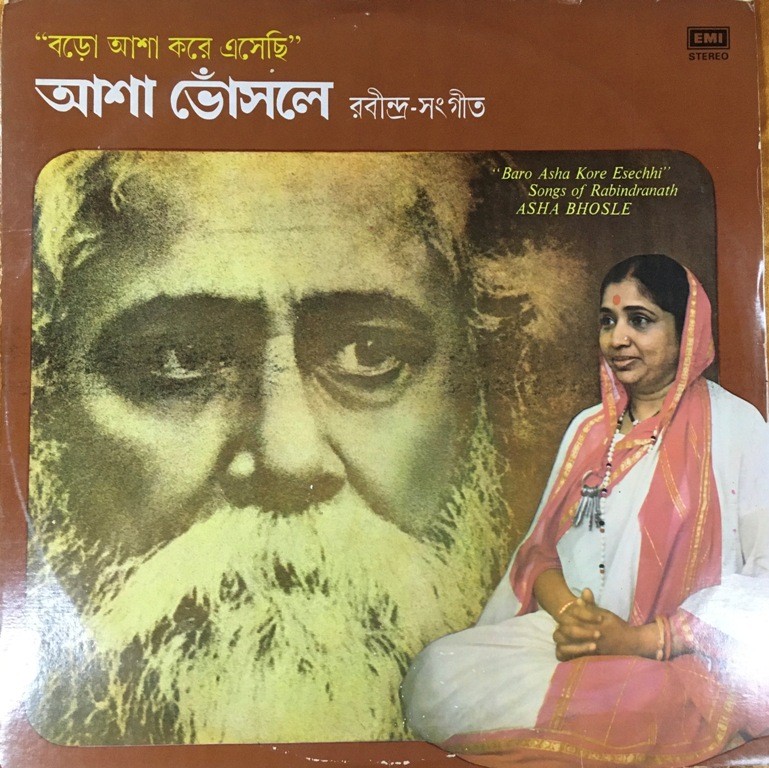 “বড়ো আশা করে এসেছি”
আশা ভোঁসলে রবীন্দ্র-সংগীত
EMI
STEREO
“Baro Asha Kore Esechhi”
Songs of Rabindranath
ASHA BHOSLE